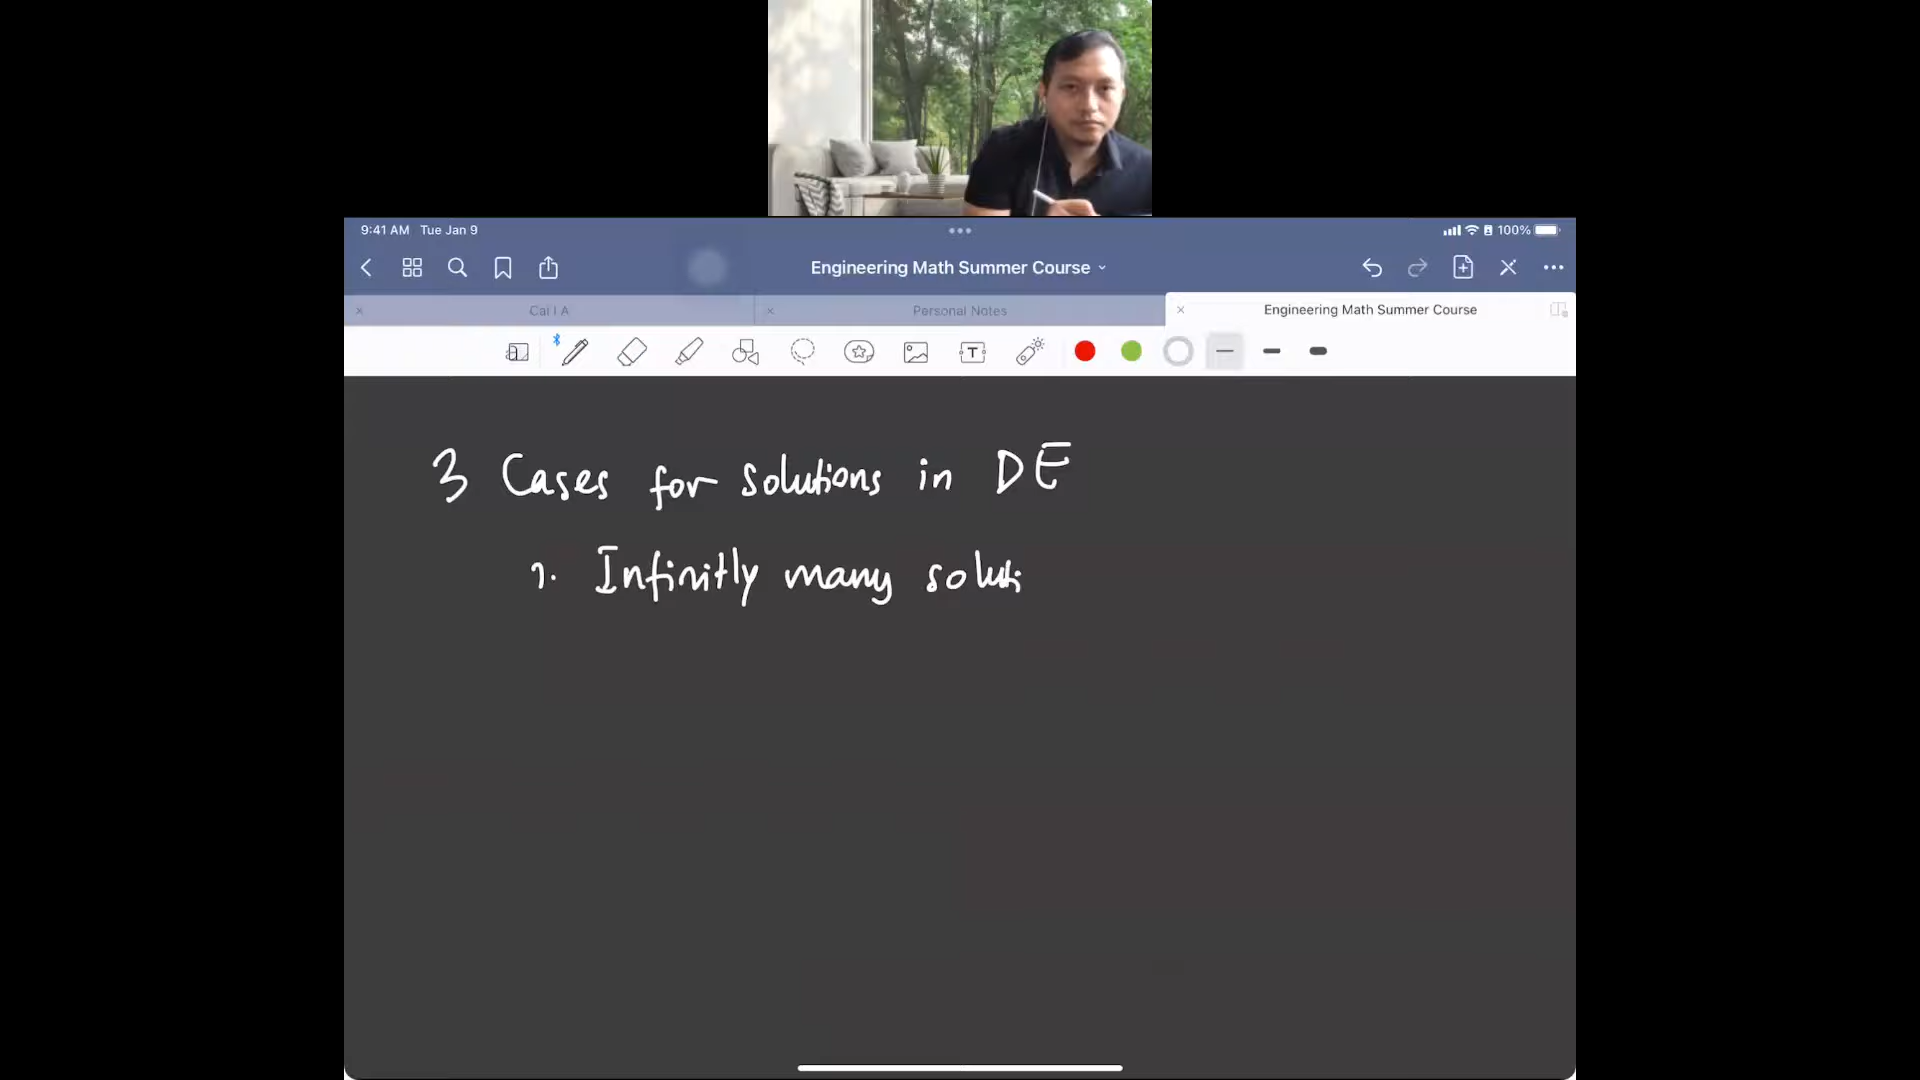 9:41 AM Tue Jan 9
100%
Engineering Math Summer Course
Cal I A
Personal Notes
Engineering Math Summer Course
T
3 Cases for solutions in DE
1. Infinitly many soluti